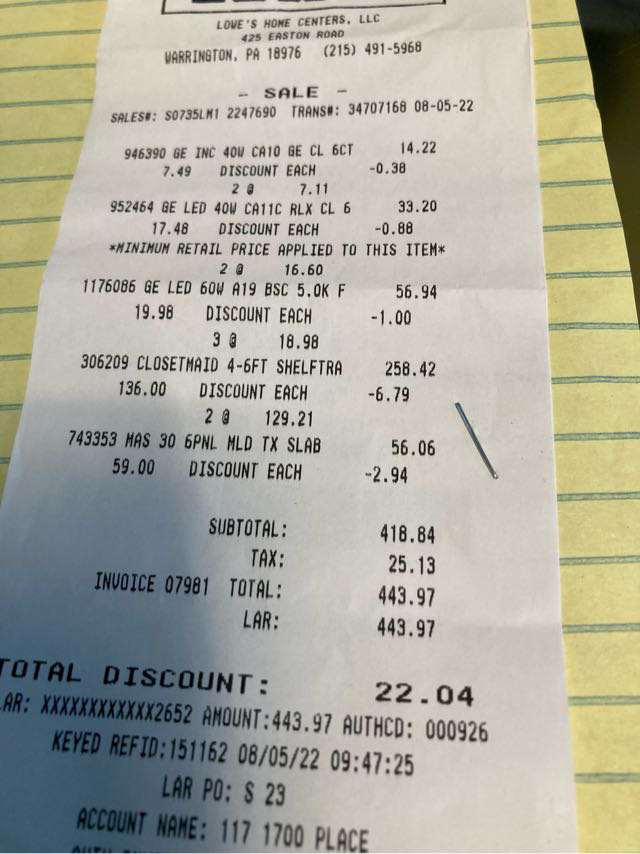 LOWE'S HOME CENTERS, LLC
425 EASTON ROAD
WARRINGTON, PA 18976 (215) 491-5968
- SALE -
SALES#: S0735LM1 2247690 TRANS#: 34707168 08-05-22
946390 GE INC 40W CA10 GE CL 6CT 14.22
7.49 DISCOUNT EACH -0.38
2 @ 7.11
952464 GE LED 40W CA11C RLX CL 6 33.20
17.48 DISCOUNT EACH -0.88
*MINIMUM RETAIL PRICE APPLIED TO THIS ITEM*
2 @ 16.60
1176086 GE LED 60W A19 BSC 5.0K F 56.94
19.98 DISCOUNT EACH -1.00
3 @ 18.98
306209 CLOSETMAID 4-6FT SHELFTRA 258.42
136.00 DISCOUNT EACH -6.79
2 @ 129.21
743353 MAS 30 6PNL MLD TX SLAB 56.06
59.00 DISCOUNT EACH -2.94
SUBTOTAL: 418.84
TAX: 25.13
INVOICE 07981 TOTAL: 443.97
LAR: 443.97
TOTAL DISCOUNT: 22.04
LAR: XXXXXXXXXXXX2652 AMOUNT:443.97 AUTHCD: 000926
KEYED REFID:151162 08/05/22 09:47:25
LAR PO: S 23
ACCOUNT NAME: 117 1700 PLACE